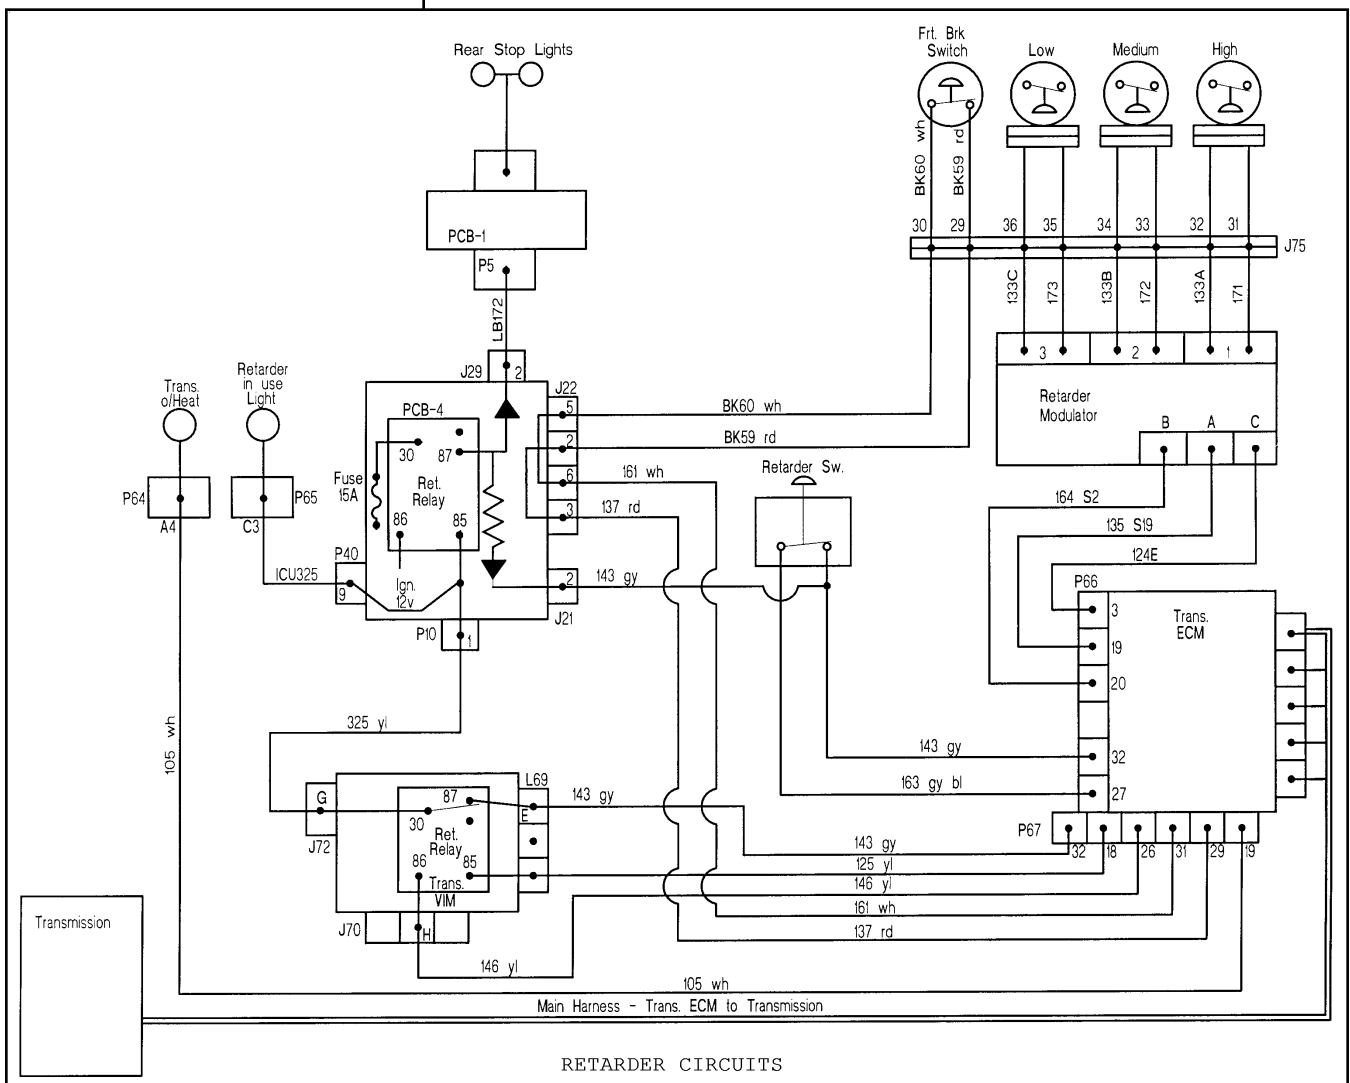 Rear Stop Lights
Frt. Brk
Switch
Low
Medium
High
BK60 wh
BK59 rd
30
29
36
35
34
33
32
31
J75
133C
173
133B
172
133A
171
PCB-1
P5
LB172
3
2
1
Retarder
Modulator
B
A
C
J29
2
J22
Trans.
o/Heat
Retarder
in use
Light
PCB-4
30
87
Ret.
Relay
86
85
Fuse
15A
5
2
6
3
BK60 wh
BK59 rd
161 wh
137 rd
Retarder Sw.
P64
A4
P65
C3
164 S2
135 S19
124E
P40
9
ICU325
Ign.
12v
2
143 gy
J21
P10
1
P66
3
19
20
32
27
Trans.
ECM
105 wh
325 yl
143 gy
163 gy bl
G
J72
87
30
Ret.
Relay
86
85
Trans.
VIM
L69
E
143 gy
P67
32
18
26
31
29
19
143 gy
125 yl
146 yl
161 wh
137 rd
J70
H
146 yl
105 wh
Transmission
Main Harness - Trans. ECM to Transmission
RETARDER CIRCUITS